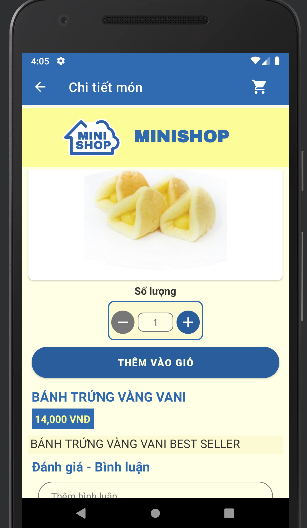 4:05
Chi tiết món
MINI
SHOP
MINISHOP
Số lượng
1
THÊM VÀO GIỎ
BÁNH TRỨNG VÀNG VANI
14,000 VNĐ
BÁNH TRỨNG VÀNG VANI BEST SELLER
Đánh giá - Bình luận
Thêm bình luận